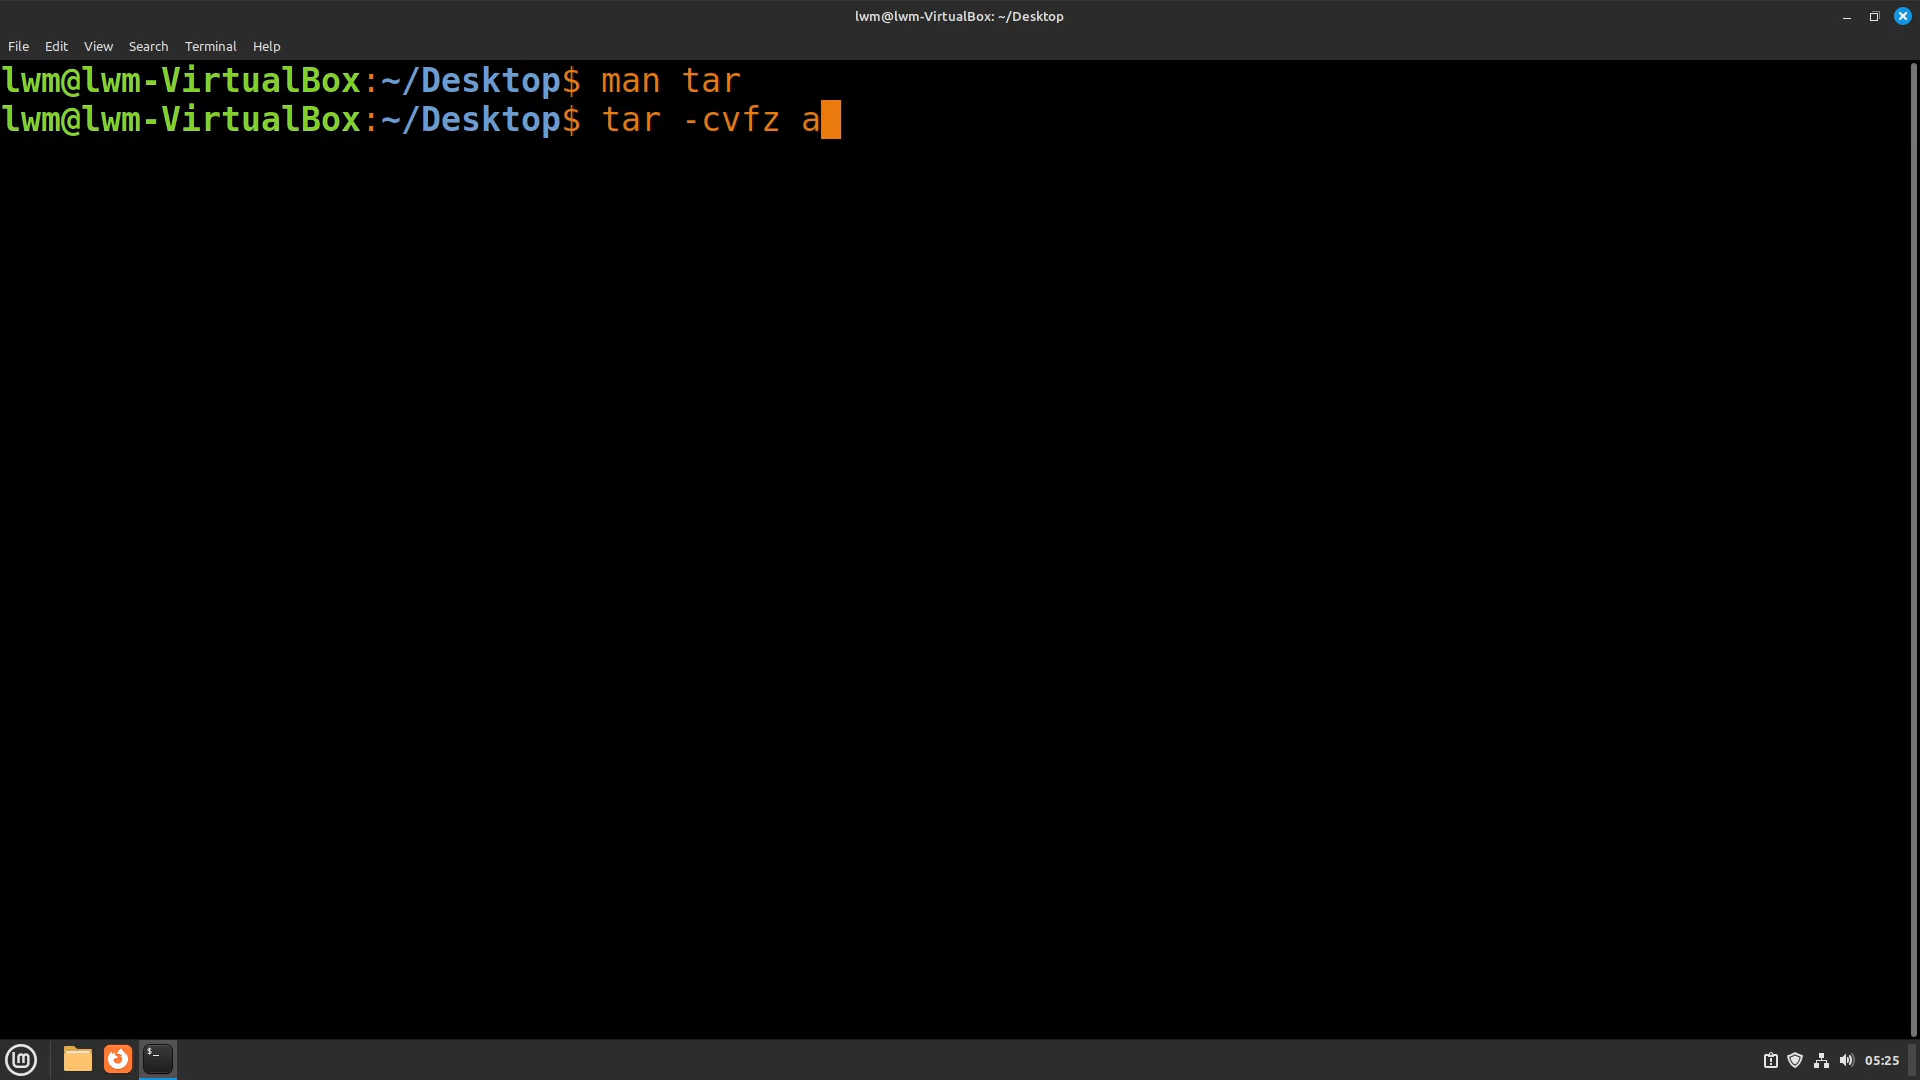 lwm@lwm-VirtualBox: ~/Desktop
File Edit View Search Terminal Help
lwm@lwm-VirtualBox:~/Desktop$ man tar
lwm@lwm-VirtualBox:~/Desktop$ tar -cvfz a
$_
05:25